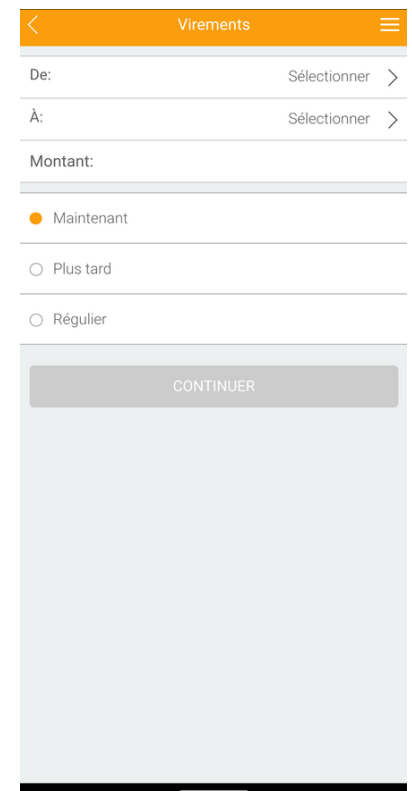 Virements
De: Sélectionner
À: Sélectionner
Montant:
Maintenant
Plus tard
Régulier
CONTINUER